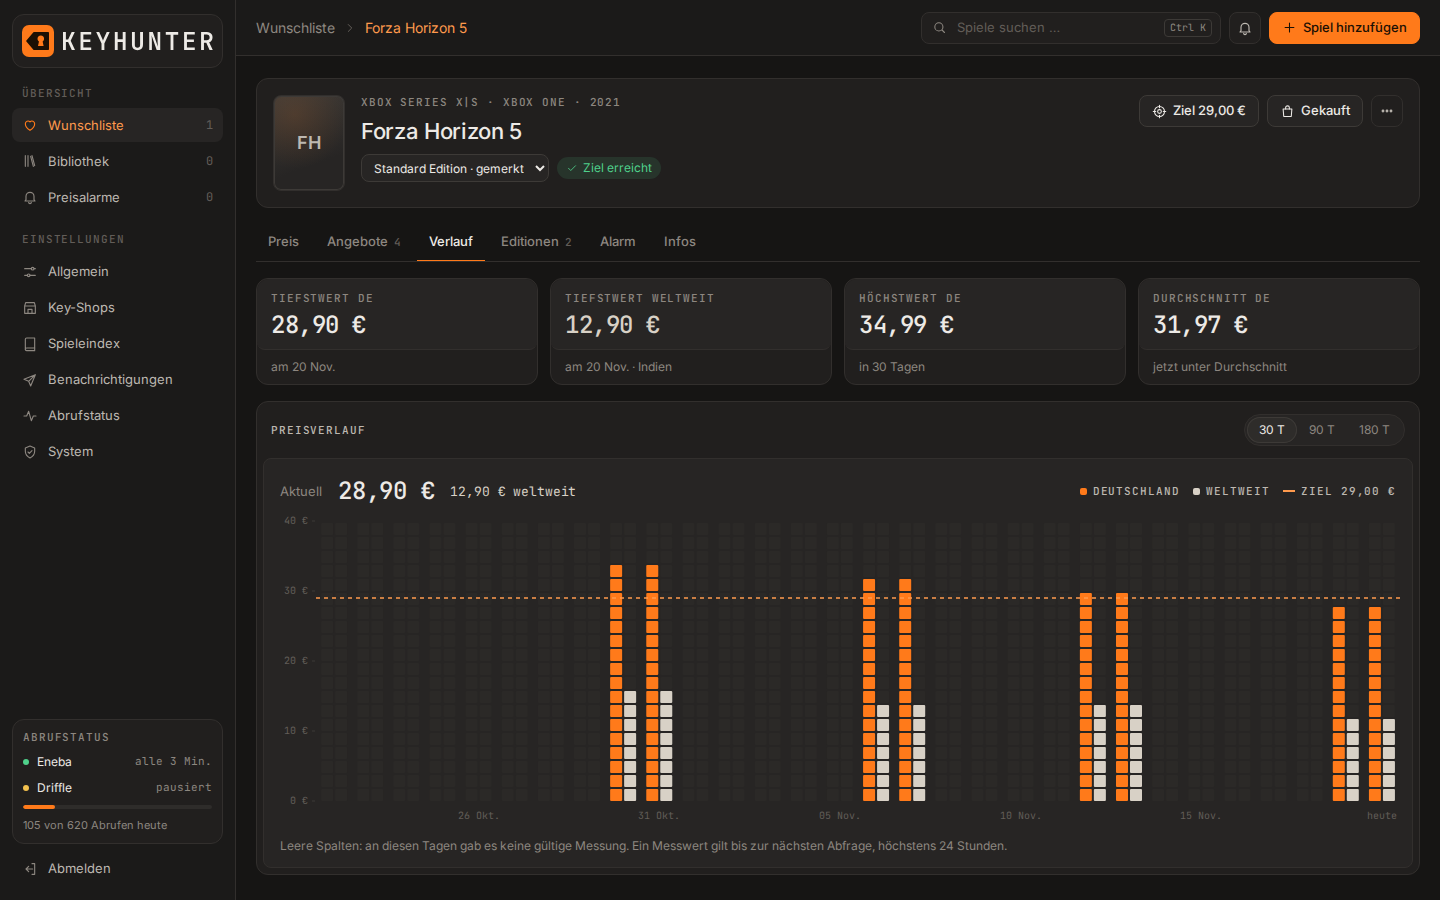 KEYHUNTER
ÜBERSICHT
Wunschliste 1
Bibliothek 0
Preisalarme 0
EINSTELLUNGEN
Allgemein
Key-Shops
Spieleindex
Benachrichtigungen
Abrufstatus
System
ABRUFSTATUS
Eneba alle 3 Min.
Driffle pausiert
105 von 620 Abrufen heute
Abmelden
Wunschliste Forza Horizon 5
Spiele suchen ... Ctrl K
Spiel hinzufügen
FH
XBOX SERIES X|S · XBOX ONE · 2021
Forza Horizon 5
Standard Edition · gemerkt
Ziel erreicht
Ziel 29,00 €
Gekauft
Preis Angebote 4 Verlauf Editionen 2 Alarm Infos
TIEFSTWERT DE
28,90 €
am 20 Nov.
TIEFSTWERT WELTWEIT
12,90 €
am 20 Nov. · Indien
HÖCHSTWERT DE
34,99 €
in 30 Tagen
DURCHSCHNITT DE
31,97 €
jetzt unter Durchschnitt
PREISVERLAUF
30 T 90 T 180 T
Aktuell 28,90 € 12,90 € weltweit
DEUTSCHLAND WELTWEIT ZIEL 29,00 €
40 €
30 €
20 €
10 €
0 €
26 Okt. 31 Okt. 05 Nov. 10 Nov. 15 Nov. heute
Leere Spalten: an diesen Tagen gab es keine gültige Messung. Ein Messwert gilt bis zur nächsten Abfrage, höchstens 24 Stunden.